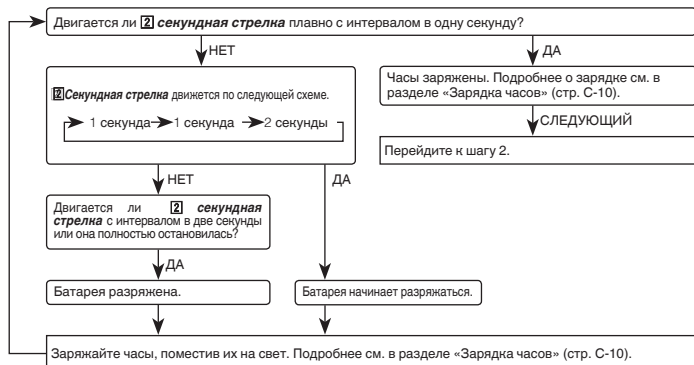 Двигается ли 2 секундная стрелка плавно с интервалом в одну секунду?
НЕТ
ДА
2 Секундная стрелка движется по следующей схеме.
1 секунда 1 секунда 2 секунды
Часы заряжены. Подробнее о зарядке см. в
разделе «Зарядка часов» (стр. C-10).
СЛЕДУЮЩИЙ
Перейдите к шагу 2.
НЕТ
ДА
Двигается ли 2 секундная
стрелка с интервалом в две секунды
или она полностью остановилась?
ДА
Батарея разряжена.
Батарея начинает разряжаться.
Заряжайте часы, поместив их на свет. Подробнее см. в разделе «Зарядка часов» (стр. C-10).